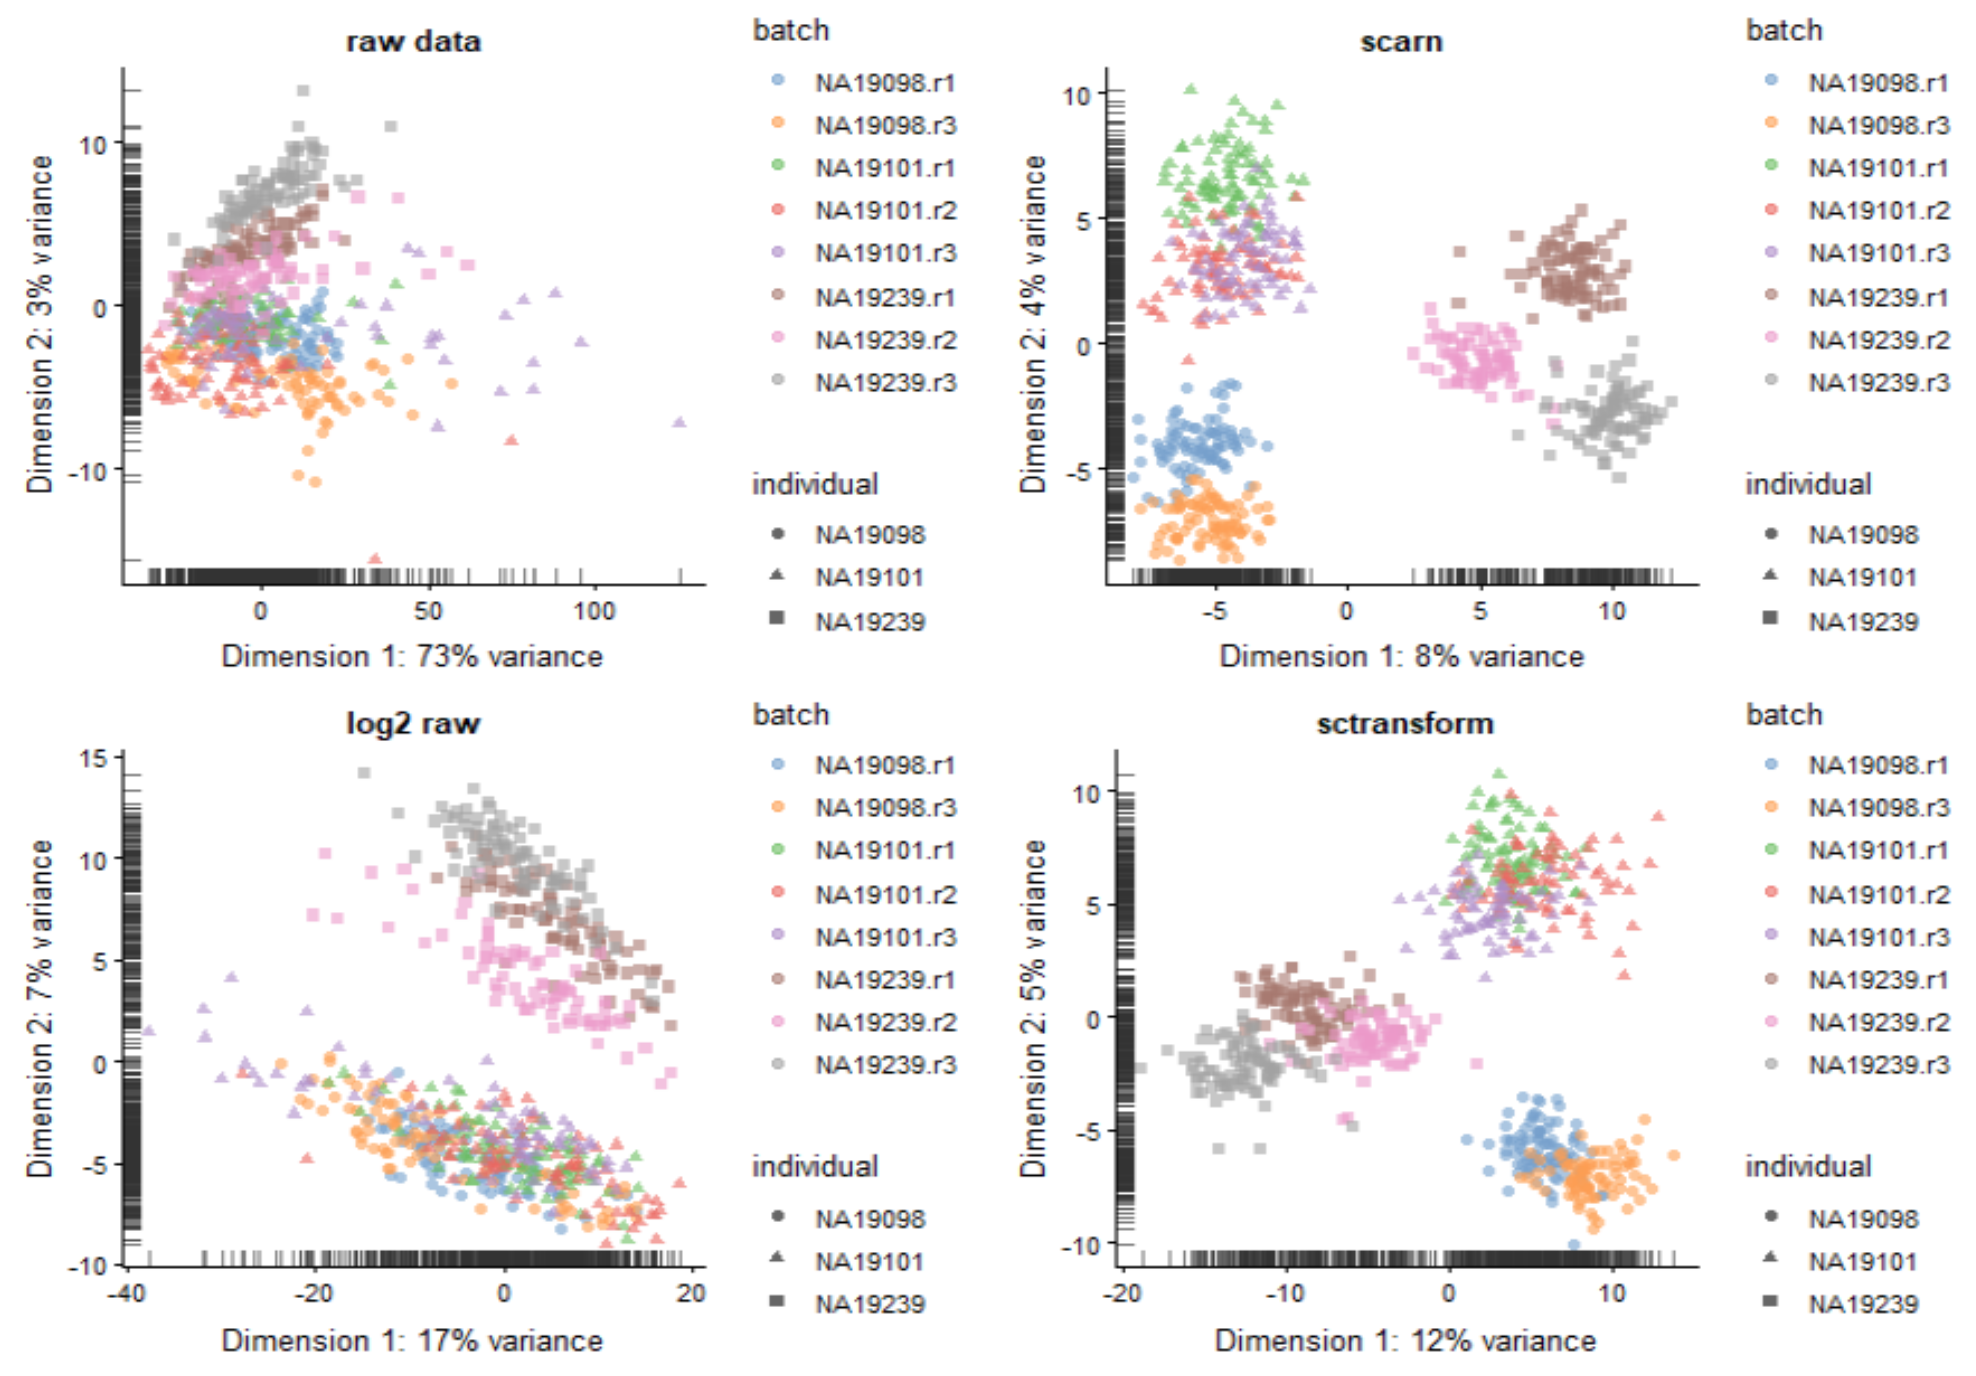 raw data
10
0
-10
Dimension 2: 3% variance
0
50
100
Dimension 1: 73% variance
batch
NA19098.r1
NA19098.r3
NA19101.r1
NA19101.r2
NA19101.r3
NA19239.r1
NA19239.r2
NA19239.r3
individual
NA19098
NA19101
NA19239
scarn
10
5
0
-5
Dimension 2: 4% variance
-5
0
5
10
Dimension 1: 8% variance
batch
NA19098.r1
NA19098.r3
NA19101.r1
NA19101.r2
NA19101.r3
NA19239.r1
NA19239.r2
NA19239.r3
individual
NA19098
NA19101
NA19239
log2 raw
15
10
5
0
-5
-10
Dimension 2: 7% variance
-40
-20
0
20
Dimension 1: 17% variance
batch
NA19098.r1
NA19098.r3
NA19101.r1
NA19101.r2
NA19101.r3
NA19239.r1
NA19239.r2
NA19239.r3
individual
NA19098
NA19101
NA19239
sctransform
10
5
0
-5
-10
Dimension 2: 5% variance
-20
-10
0
10
Dimension 1: 12% variance
batch
NA19098.r1
NA19098.r3
NA19101.r1
NA19101.r2
NA19101.r3
NA19239.r1
NA19239.r2
NA19239.r3
individual
NA19098
NA19101
NA19239